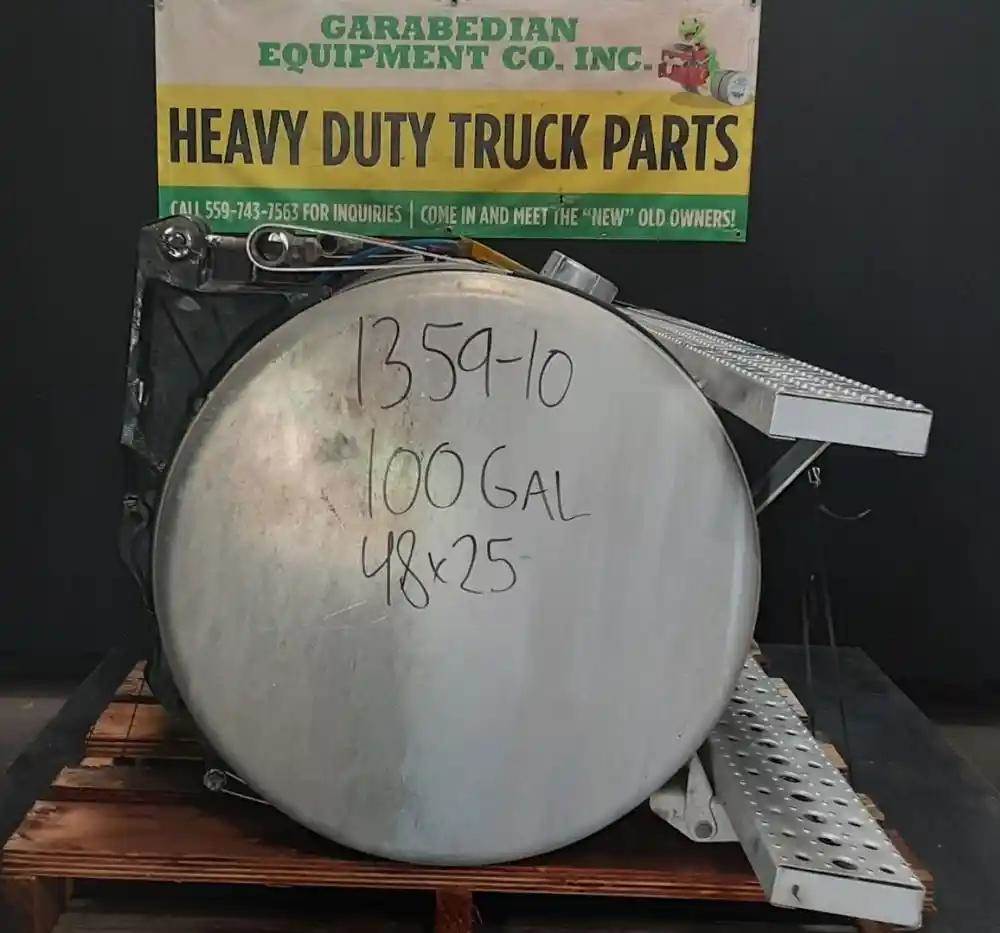 GARABEDIAN
EQUIPMENT CO. INC.
HEAVY DUTY TRUCK PARTS
CALL 559-743-7563 FOR INQUIRIES | COME IN AND MEET THE "NEW" OLD OWNERS!
1359-10
100 GAL
48x25